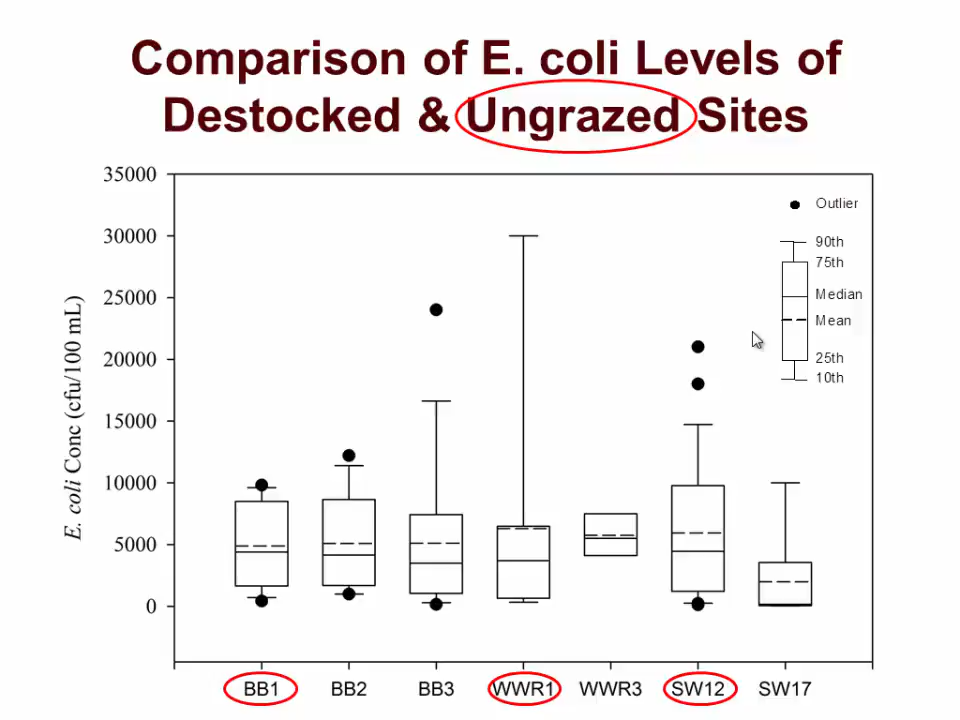 Comparison of E. coli Levels of
Destocked & Ungrazed Sites
35000
30000
25000
20000
15000
10000
5000
0
E. coli Conc (cfu/100 mL)
Outlier
90th
75th
Median
Mean
25th
10th
BB1 BB2 BB3 WWR1 WWR3 SW12 SW17